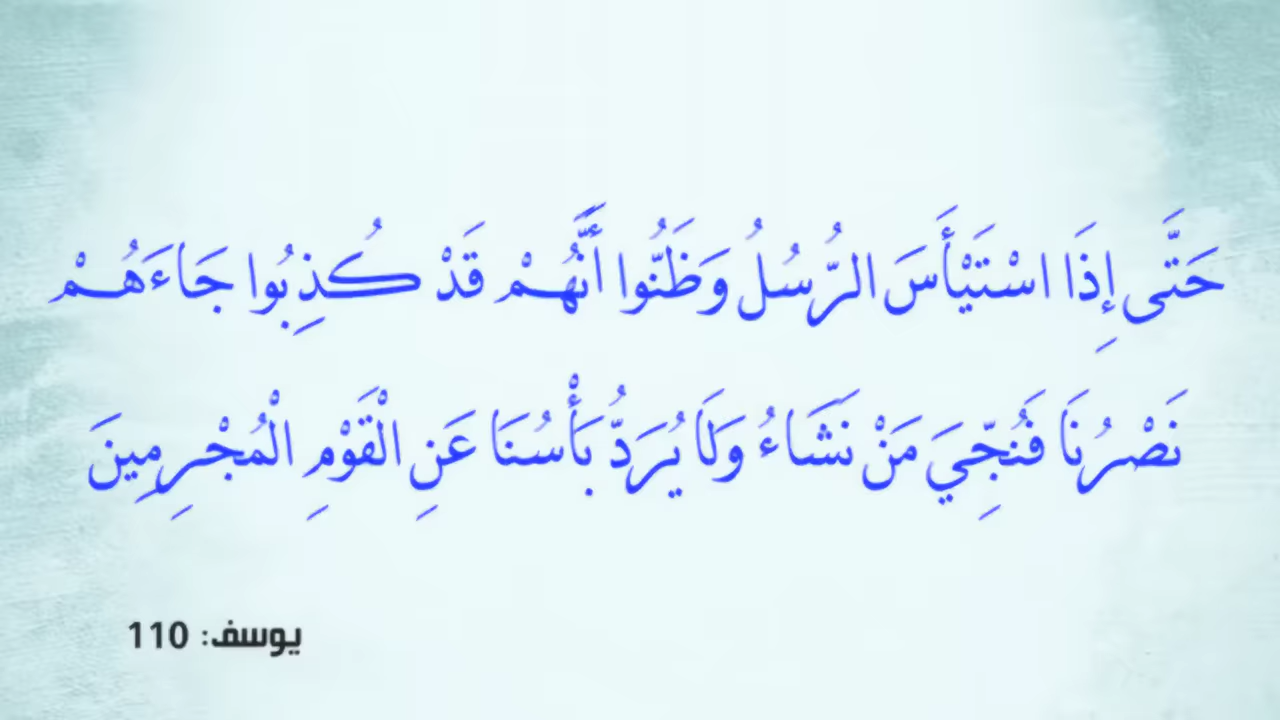 حَتَّى إِذَا اسْتَيْأَسَ الرُّسُلُ وَظَنُّوا أَنَّهُمْ قَدْ كُذِبُوا جَاءَهُمْ
نَصْرُنَا فَنُجِّيَ مَنْ نَشَاءُ وَلَا يُرَدُّ بَأْسُنَا عَنِ الْقَوْمِ الْمُجْرِمِينَ
يوسف: 110